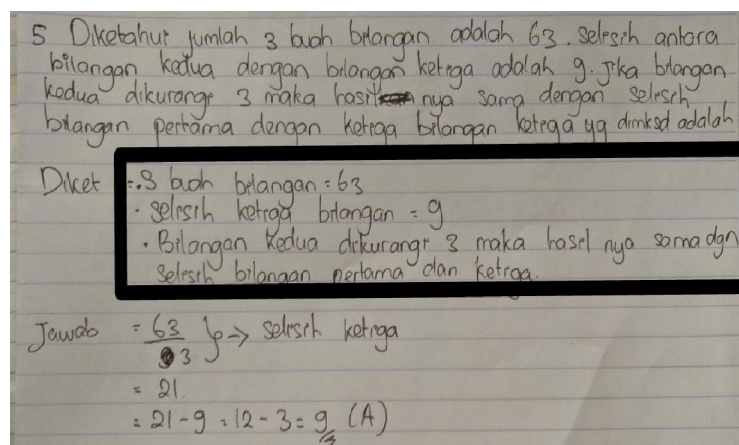 5 Diketahui jumlah 3 buah bilangan adalah 63. selisih antara
bilangan kedua dengan bilangan ketiga adalah 9. Jika bilangan
kedua dikurangi 3 maka hasil nya sama dengan selisih
bilangan pertama dengan ketiga bilangan ketiga yg dimksd adalah
Diket =. 3 buah bilangan = 63
· selisih ketiga bilangan = 9
· Bilangan kedua dikurangi 3 maka hasil nya sama dgn
selisih bilangan pertama dan ketiga.
Jawab = 63 } => selisih ketiga
3
= 21.
= 21 - 9 = 12 - 3 = 9 (A)